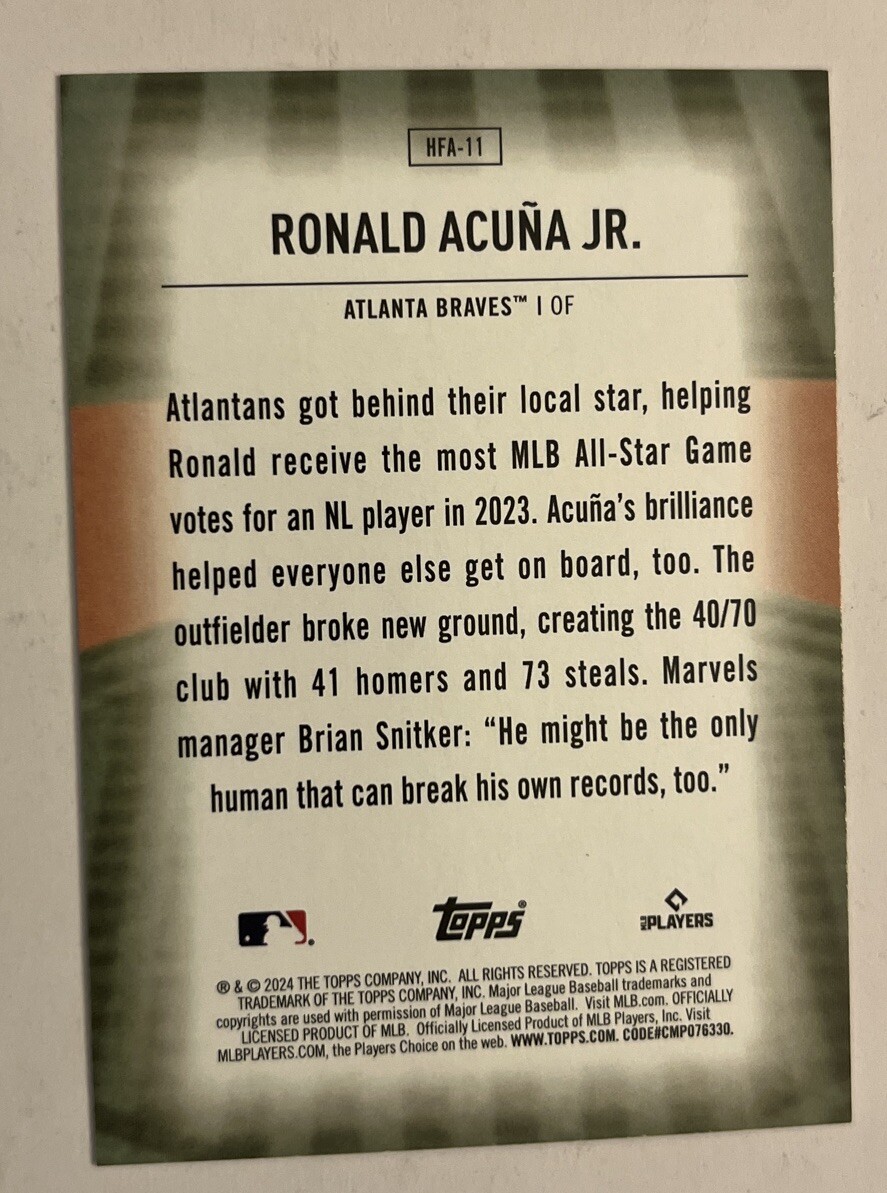 HFA-11
RONALD ACUÑA JR.
ATLANTA BRAVES™ | OF
Atlantans got behind their local star, helping
Ronald receive the most MLB All-Star Game
votes for an NL player in 2023. Acuña's brilliance
helped everyone else get on board, too. The
outfielder broke new ground, creating the 40/70
club with 41 homers and 73 steals. Marvels
manager Brian Snitker: “He might be the only
human that can break his own records, too.”
Topps®
MLB PLAYERS
® & © 2024 THE TOPPS COMPANY, INC. ALL RIGHTS RESERVED. TOPPS IS A REGISTERED
TRADEMARK OF THE TOPPS COMPANY, INC. Major League Baseball trademarks and
copyrights are used with permission of Major League Baseball. Visit MLB.com. OFFICIALLY
LICENSED PRODUCT OF MLB. Officially Licensed Product of MLB Players, Inc. Visit
MLBPLAYERS.COM, the Players Choice on the web. WWW.TOPPS.COM. CODE#CMP076330.